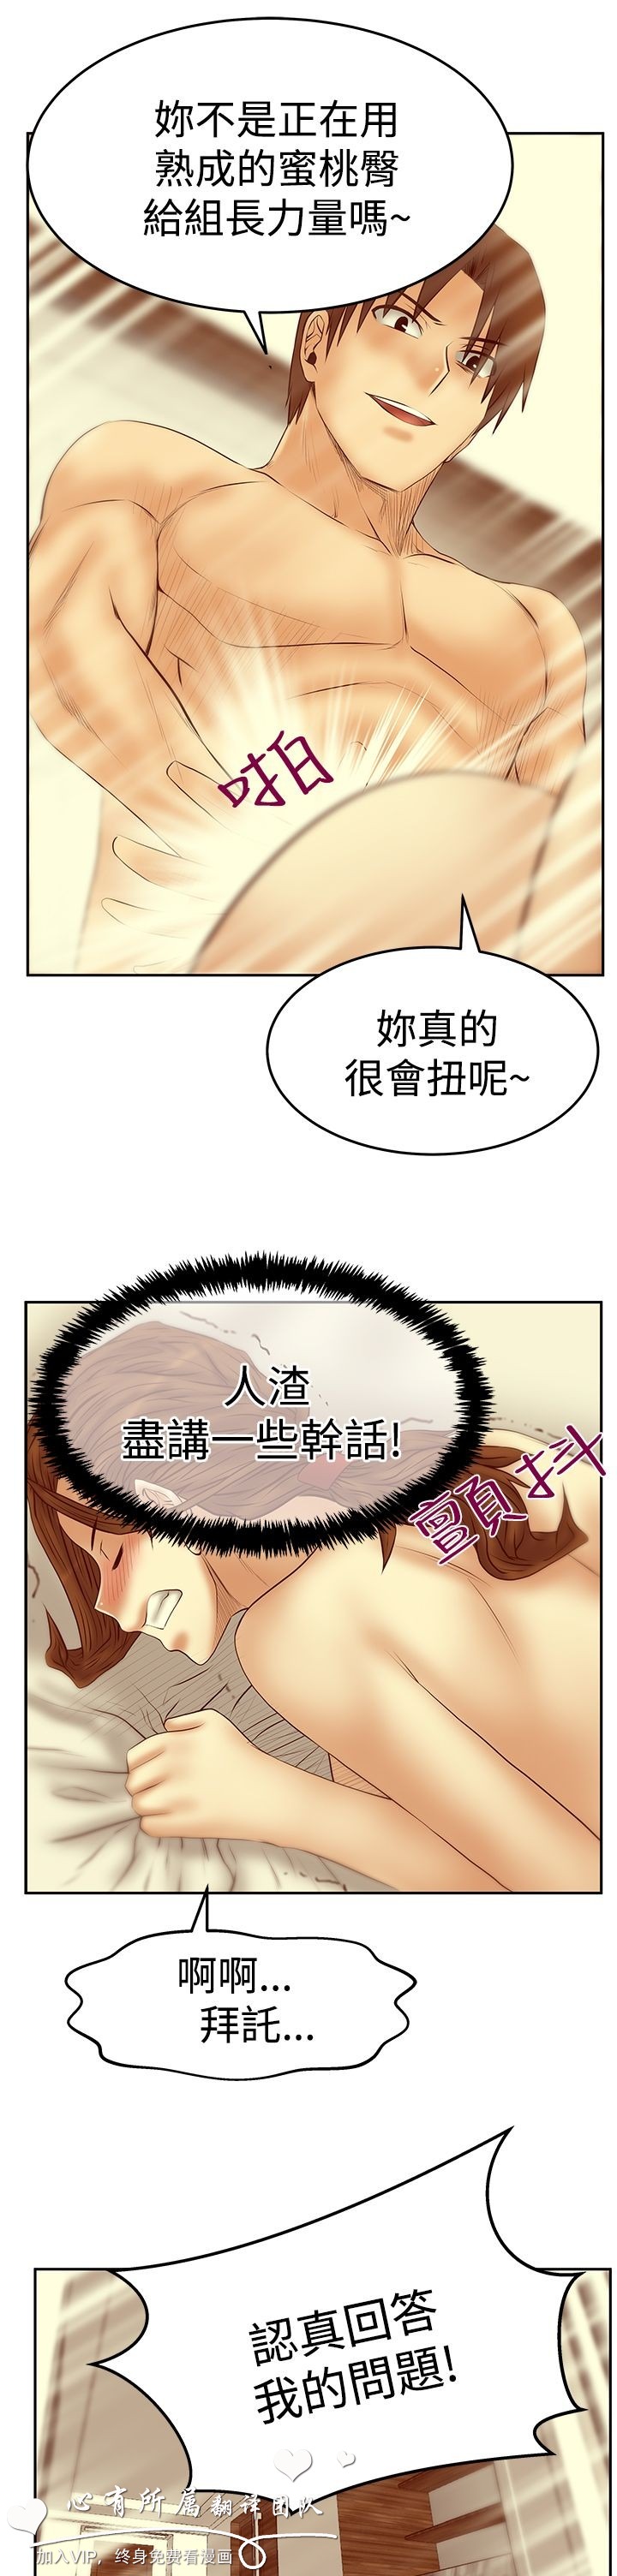 妳不是正在用
熟成的蜜桃臀
給組長力量嗎~
啪
妳真的
很會扭呢~
人渣
盡講一些幹話!
顫抖
啊啊...
拜託...
認真回答
我的問題!
心有所属翻译团队
加入VIP，终身免费看漫画